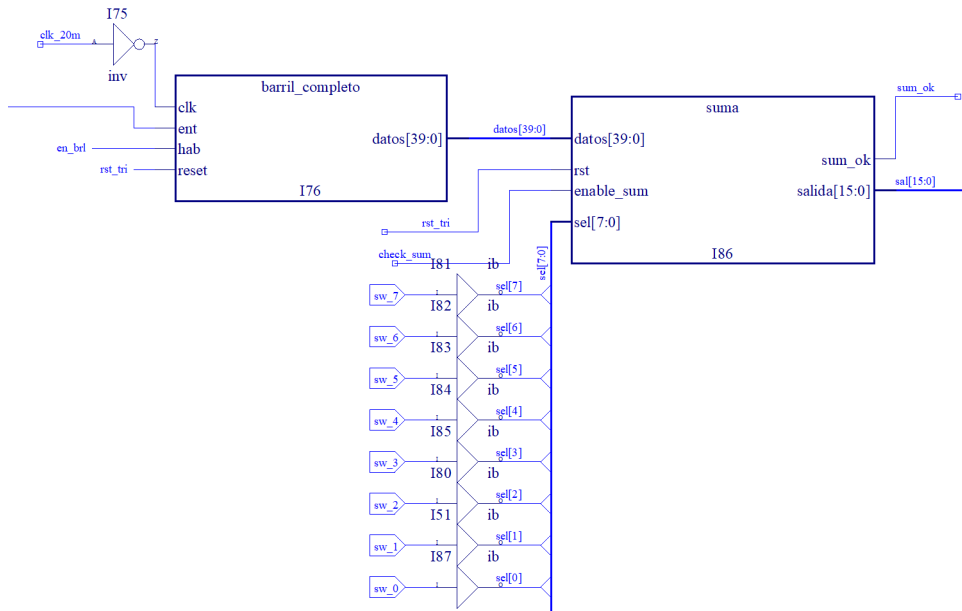 I75
clk_20m
A
Z
inv
barril_completo
clk
ent
en_brl
hab
rst_tri
reset
datos[39:0]
I76
datos[39:0]
suma
datos[39:0]
rst
enable_sum
sel[7:0]
sum_ok
salida[15:0]
I86
sum_ok
sal[15:0]
rst_tri
check_sum
sel[7:0]
I81 ib
sw_7 I sel[7]
I82 O ib
sw_6 I sel[6]
I83 O ib
sw_5 I sel[5]
I84 O ib
sw_4 I sel[4]
I85 O ib
sw_3 I sel[3]
I80 O ib
sw_2 I sel[2]
I51 O ib
sw_1 I sel[1]
I87 O ib
sw_0 I sel[0]
O